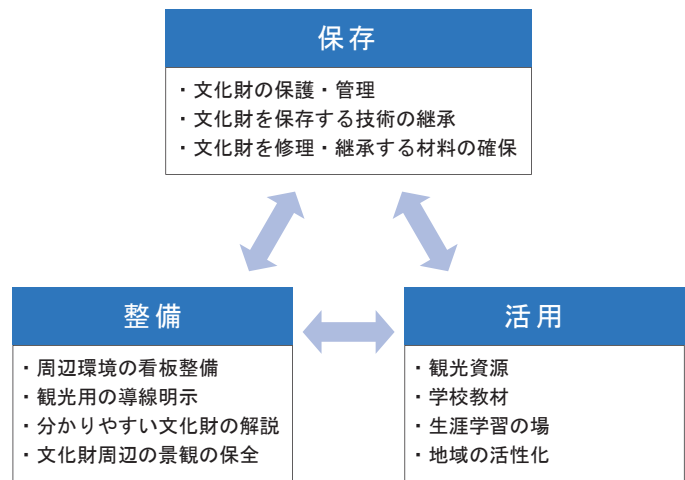 保存
・文化財の保護・管理
・文化財を保存する技術の継承
・文化財を修理・継承する材料の確保
整備
・周辺環境の看板整備
・観光用の導線明示
・分かりやすい文化財の解説
・文化財周辺の景観の保全
活用
・観光資源
・学校教材
・生涯学習の場
・地域の活性化